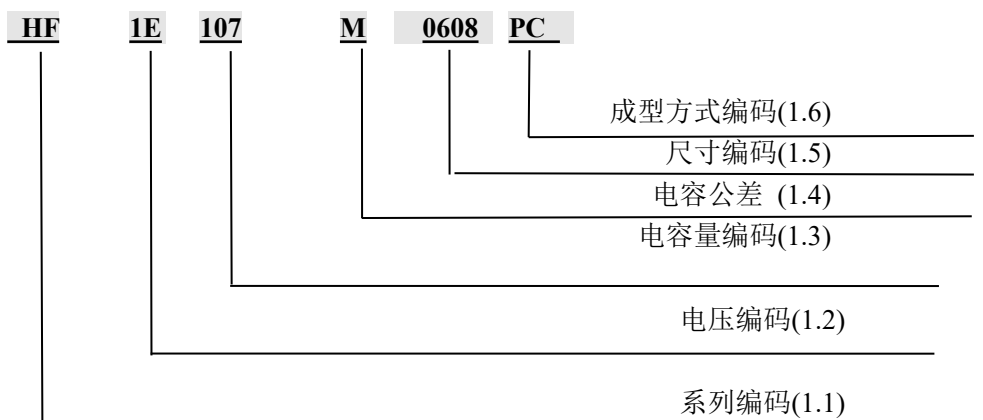 HF 1E 107 M 0608 PC
成型方式编码(1.6)
尺寸编码(1.5)
电容公差 (1.4)
电容量编码(1.3)
电压编码(1.2)
系列编码(1.1)